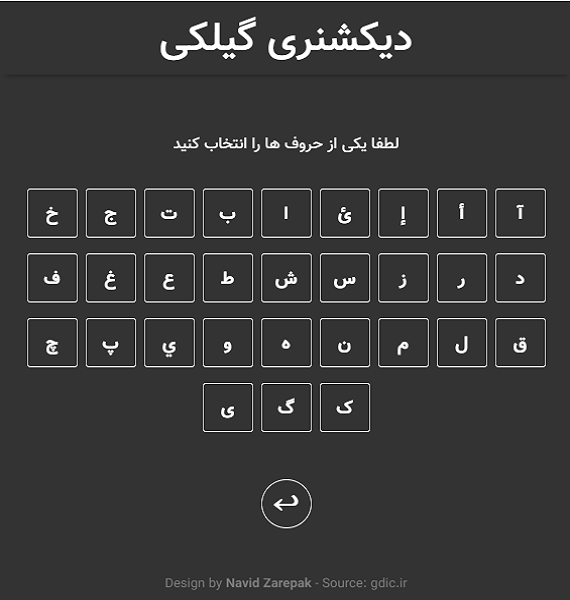 دیکشنری گیلکی
لطفا یکی از حروف ها را انتخاب کنید
آ أ إ ئ ا ب ت ج خ
د ر ز س ش ط ع غ ف
ق ل م ن ه و ي پ چ
ک گ ی
Design by Navid Zarepak - Source: gdic.ir